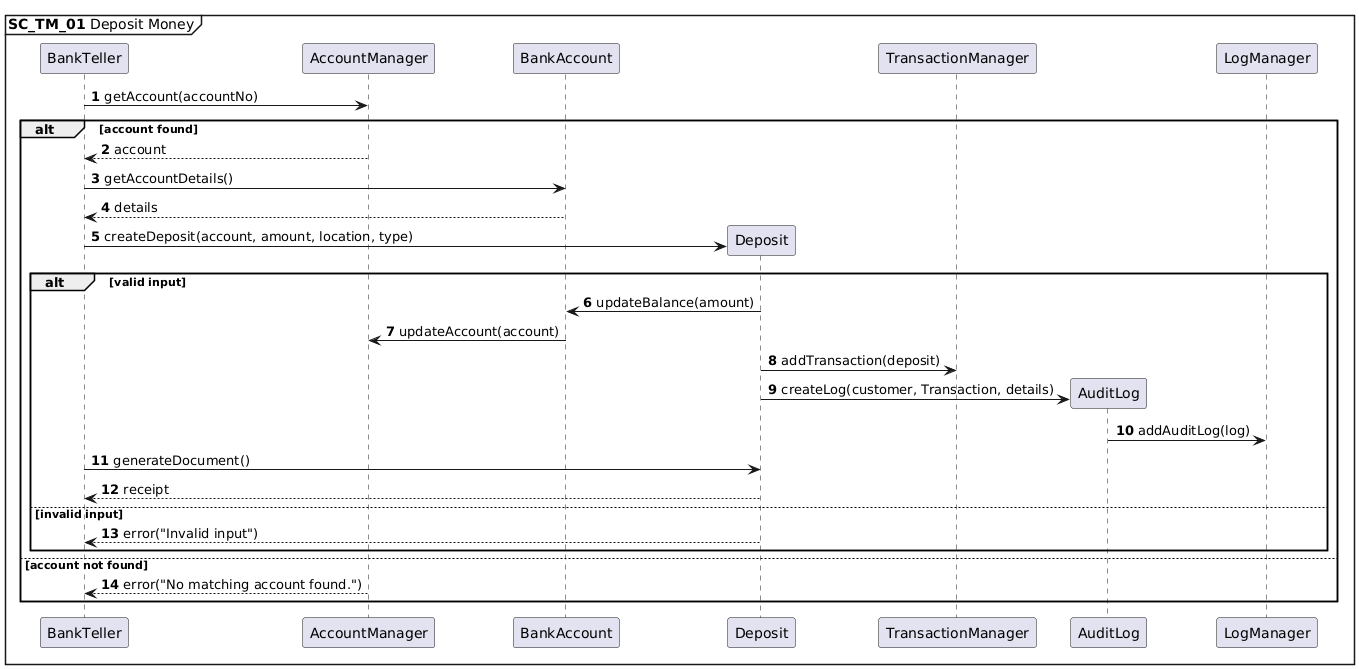 SC_TM_01 Deposit Money
BankTeller AccountManager BankAccount TransactionManager LogManager
1 getAccount(accountNo)
alt [account found]
2 account
3 getAccountDetails()
4 details
5 createDeposit(account, amount, location, type) Deposit
alt [valid input]
6 updateBalance(amount)
7 updateAccount(account)
8 addTransaction(deposit)
9 createLog(customer, Transaction, details) AuditLog
10 addAuditLog(log)
11 generateDocument()
12 receipt
[invalid input]
13 error("Invalid input")
[account not found]
14 error("No matching account found.")
BankTeller AccountManager BankAccount Deposit TransactionManager AuditLog LogManager